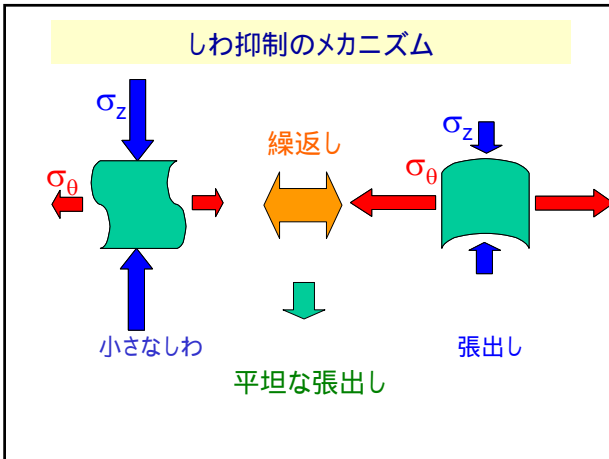 しわ抑制のメカニズム
σz
σθ
小さなしわ
繰返し
平坦な張出し
σz
σθ
張出し